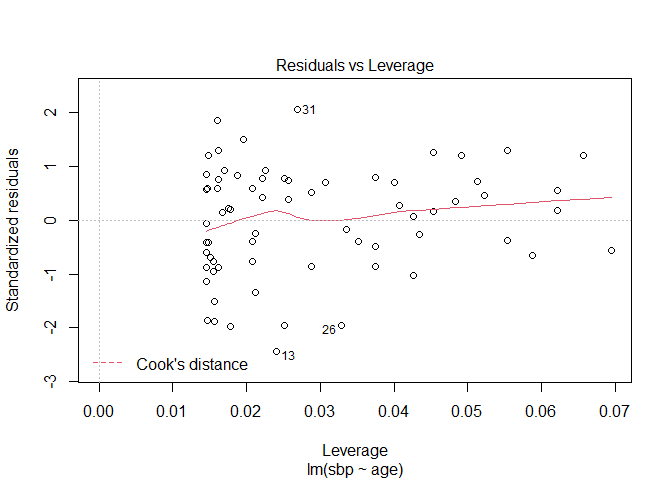 Residuals vs Leverage
Standardized residuals
2
1
0
-1
-2
-3
31
26
13
Cook's distance
0.00 0.01 0.02 0.03 0.04 0.05 0.06 0.07
Leverage
lm(sbp ~ age)